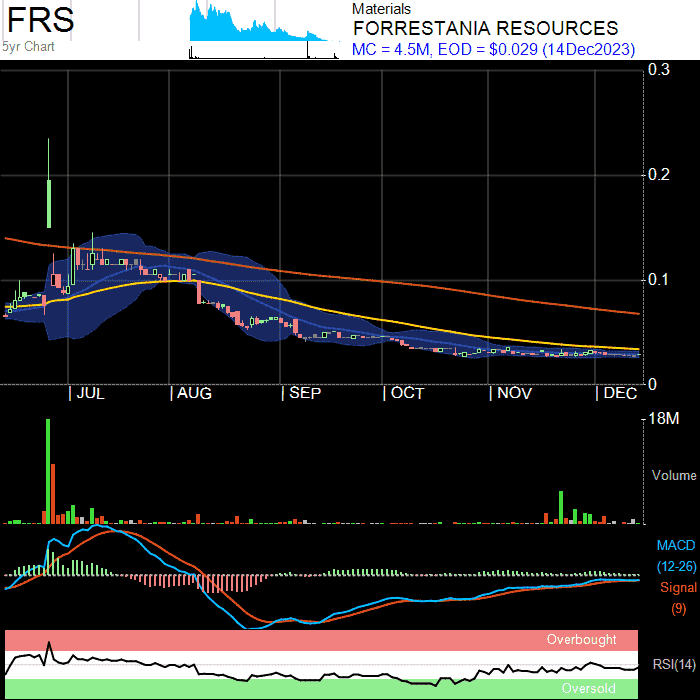 FRS
5yr Chart
Materials
FORRESTANIA RESOURCES
MC = 4.5M, EOD = $0.029 (14Dec2023)
0.3
0.2
0.1
0
JUL
AUG
SEP
OCT
NOV
DEC
18M
Volume
MACD
(12-26)
Signal
(9)
Overbought
RSI(14)
Oversold